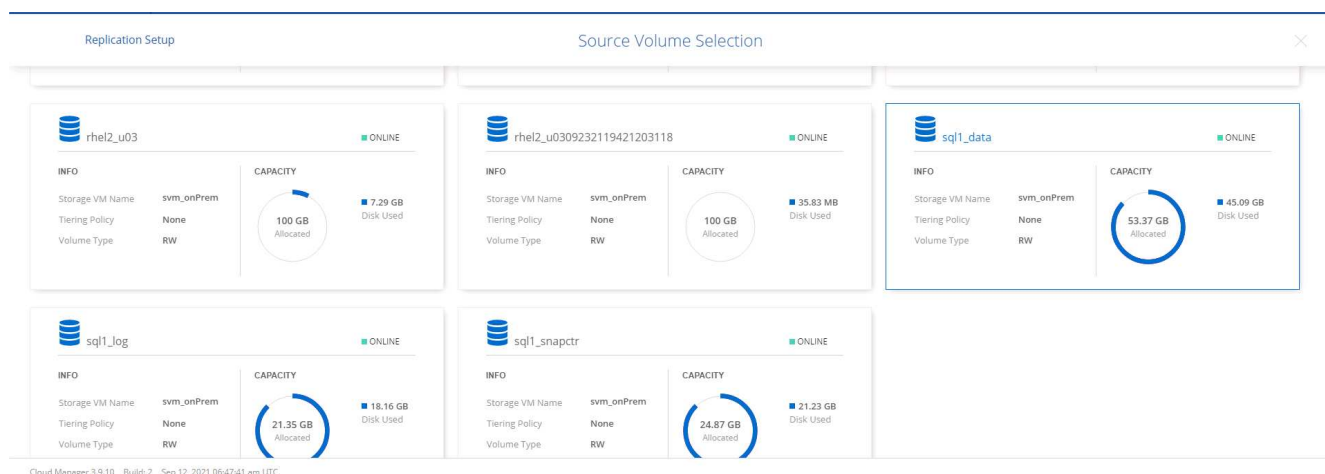 Replication Setup
Source Volume Selection
rhel2_u03
ONLINE
INFO
CAPACITY
Storage VM Name svm_onPrem
Tiering Policy None
Volume Type RW
100 GB
Allocated
7.29 GB
Disk Used
rhel2_u0309232119421203118
ONLINE
INFO
CAPACITY
Storage VM Name svm_onPrem
Tiering Policy None
Volume Type RW
100 GB
Allocated
35.83 MB
Disk Used
sql1_data
ONLINE
INFO
CAPACITY
Storage VM Name svm_onPrem
Tiering Policy None
Volume Type RW
53.37 GB
Allocated
45.09 GB
Disk Used
sql1_log
ONLINE
INFO
CAPACITY
Storage VM Name svm_onPrem
Tiering Policy None
Volume Type RW
21.35 GB
Allocated
18.16 GB
Disk Used
sql1_snapctr
ONLINE
INFO
CAPACITY
Storage VM Name svm_onPrem
Tiering Policy None
Volume Type RW
24.87 GB
Allocated
21.23 GB
Disk Used
Cloud Manager 3.9.10 Build: 2 Sep 12, 2021 06:47:41 am UTC